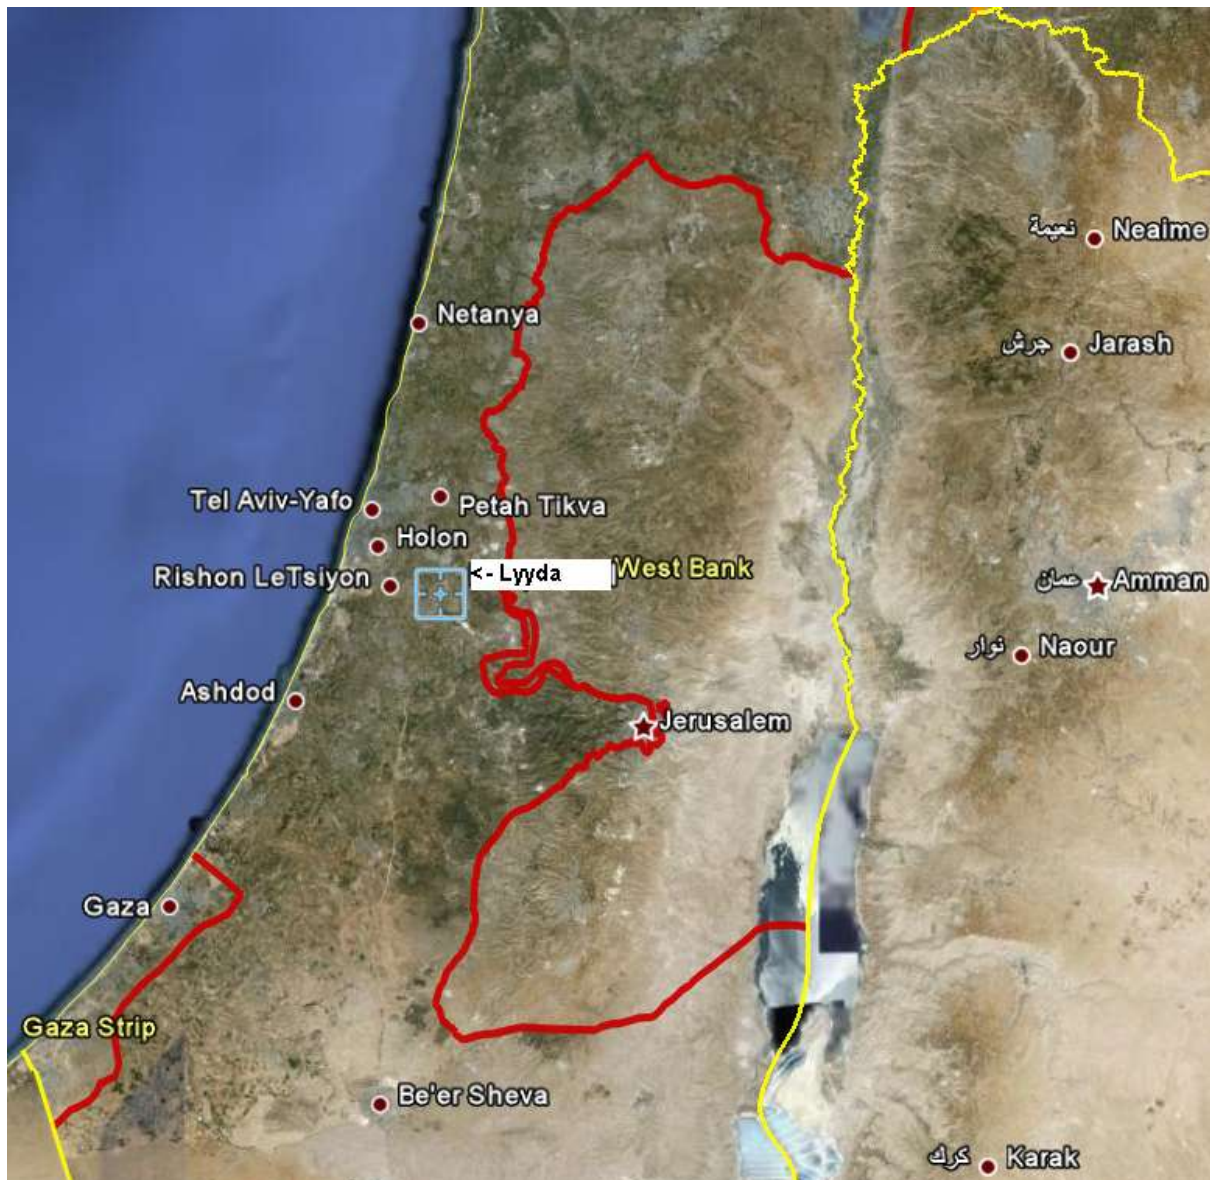 نعيمة Neaime
Netanya
جرش Jarash
Tel Aviv-Yafo
Petah Tikva
Holon
<- Lyyda
West Bank
Rishon LeTsiyon
عمان Amman
نوار Naour
Ashdod
Jerusalem
Gaza
Gaza Strip
Be'er Sheva
كرك Karak